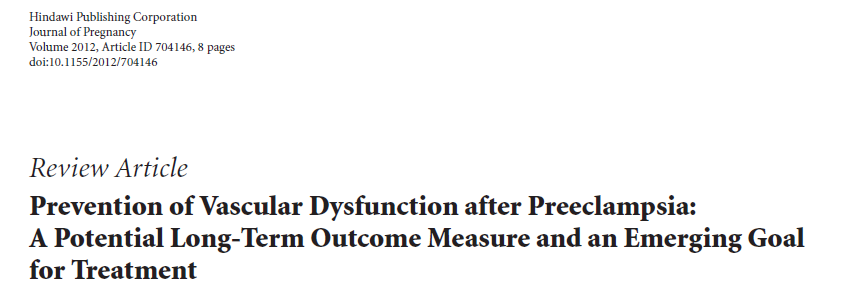 Hindawi Publishing Corporation
Journal of Pregnancy
Volume 2012, Article ID 704146, 8 pages
doi:10.1155/2012/704146
Review Article
Prevention of Vascular Dysfunction after Preeclampsia:
A Potential Long-Term Outcome Measure and an Emerging Goal
for Treatment